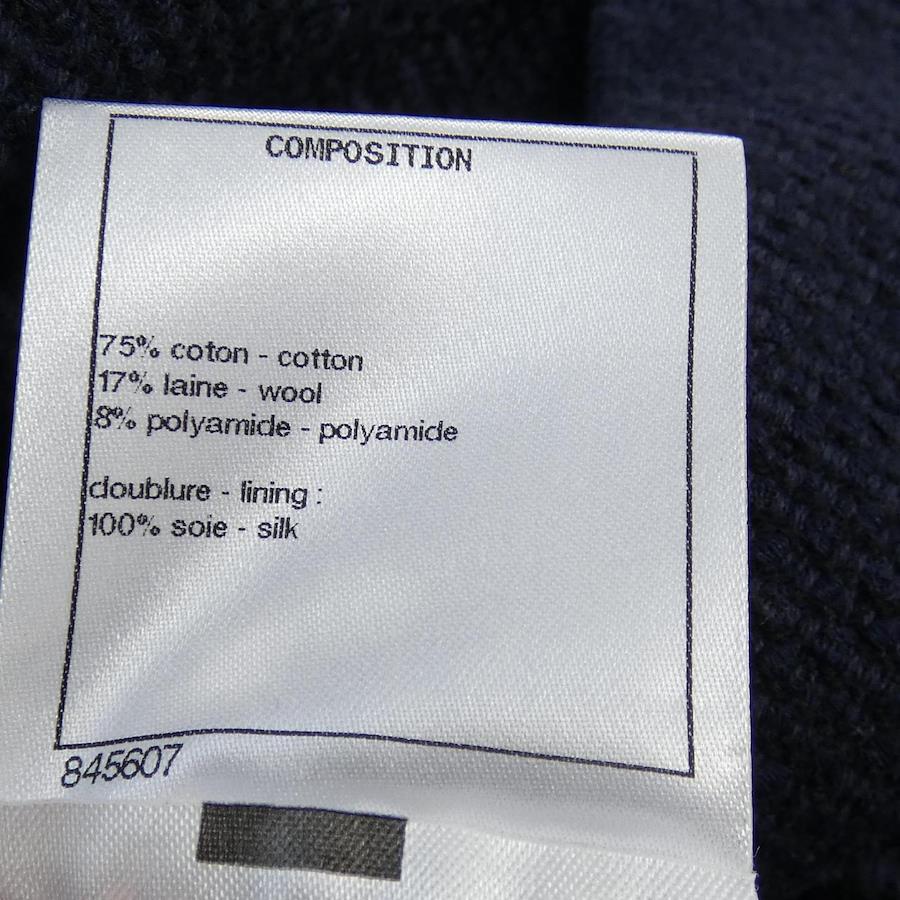 COMPOSITION
75% coton - cotton
17% laine - wool
8% polyamide - polyamide
doublure - lining :
100% soie - silk
845607